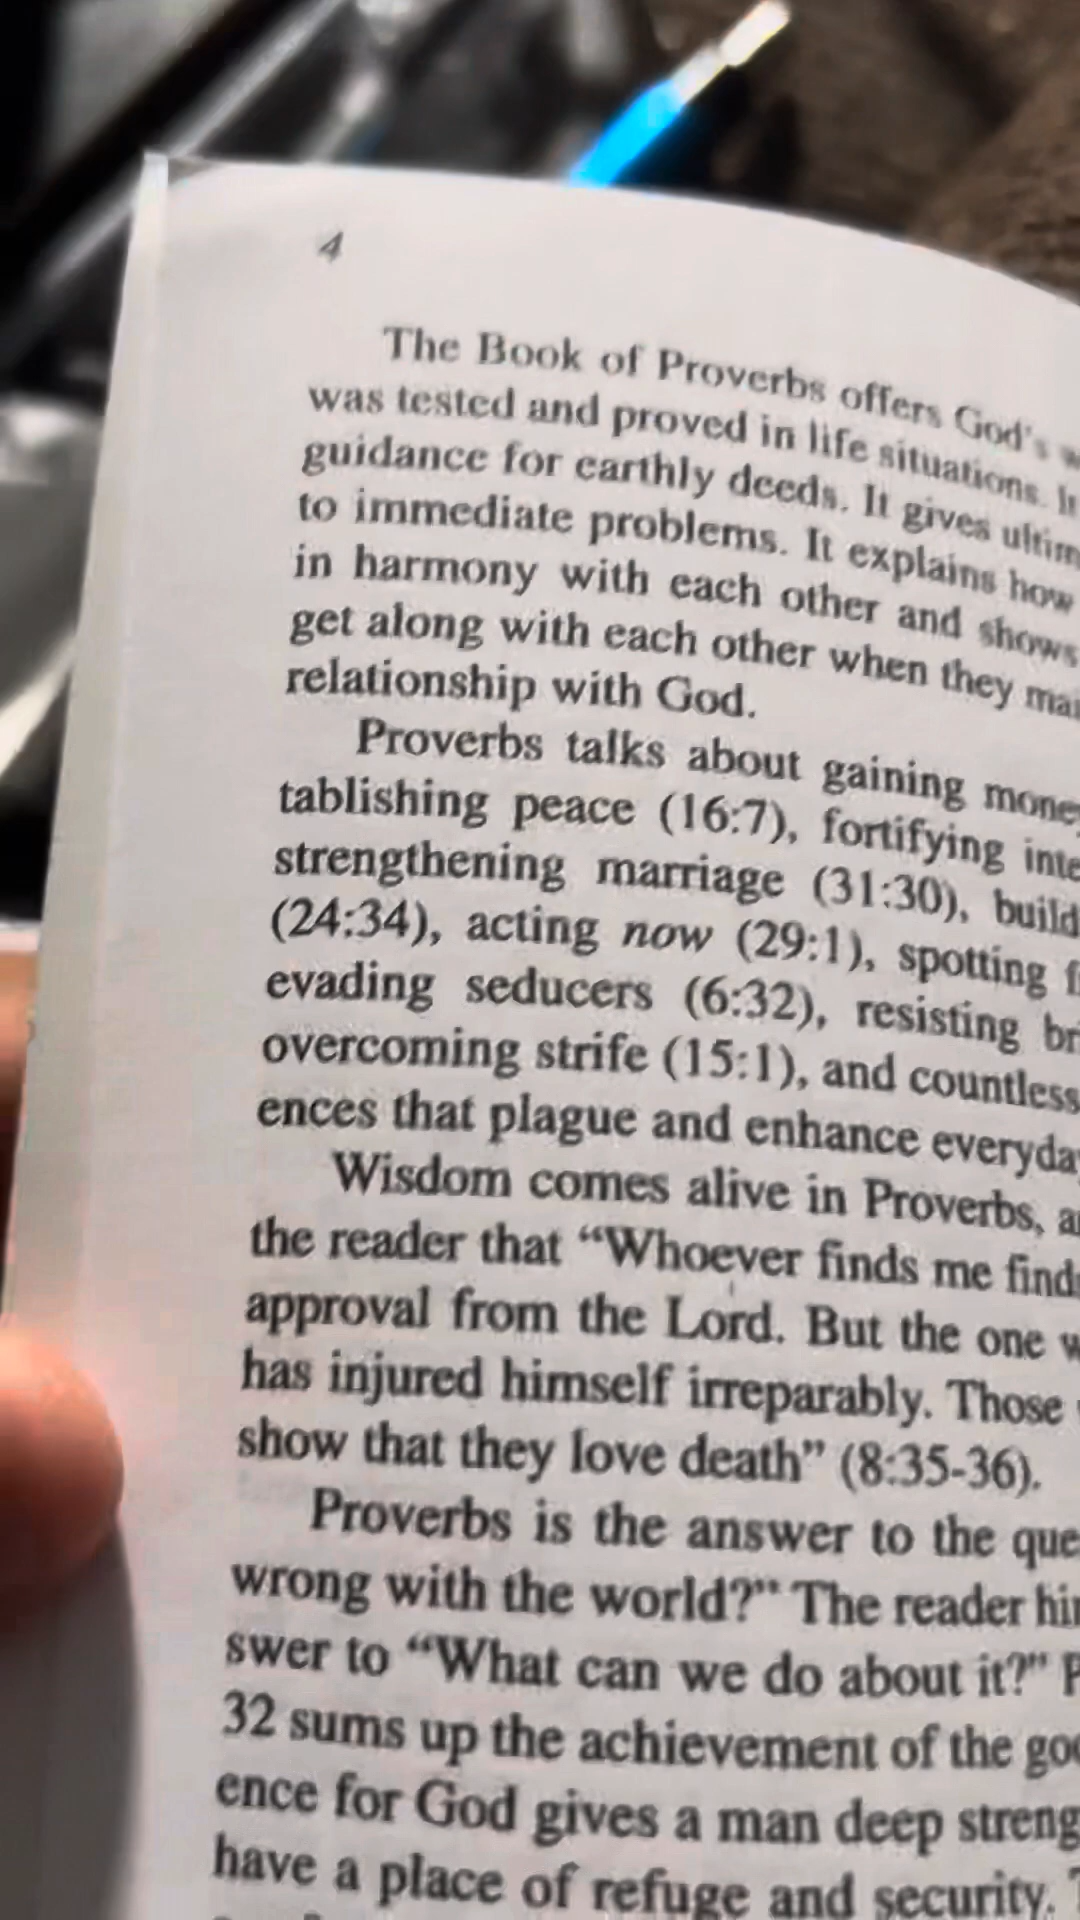 4
The Book of Proverbs offers God's
was tested and proved in life situations. It
guidance for earthly deeds. It gives
to immediate problems. It explains how
in harmony with each other and shows
get along with each other when they
relationship with God.
Proverbs talks about gaining
tablishing peace (16:7), fortifying
strengthening marriage (31:30),
(24:34), acting now (29:1), spotting
evading seducers (6:32), resisting
overcoming strife (15:1), and countless
ences that plague and enhance
Wisdom comes alive in Proverbs,
the reader that “Whoever finds me
approval from the Lord. But the one
has injured himself irreparably. Those
show that they love death” (8:35-36).
Proverbs is the answer to the
wrong with the world?” The reader
swer to “What can we do about it?”
32 sums up the achievement of the
ence for God gives a man deep
have a place of refuge and security.